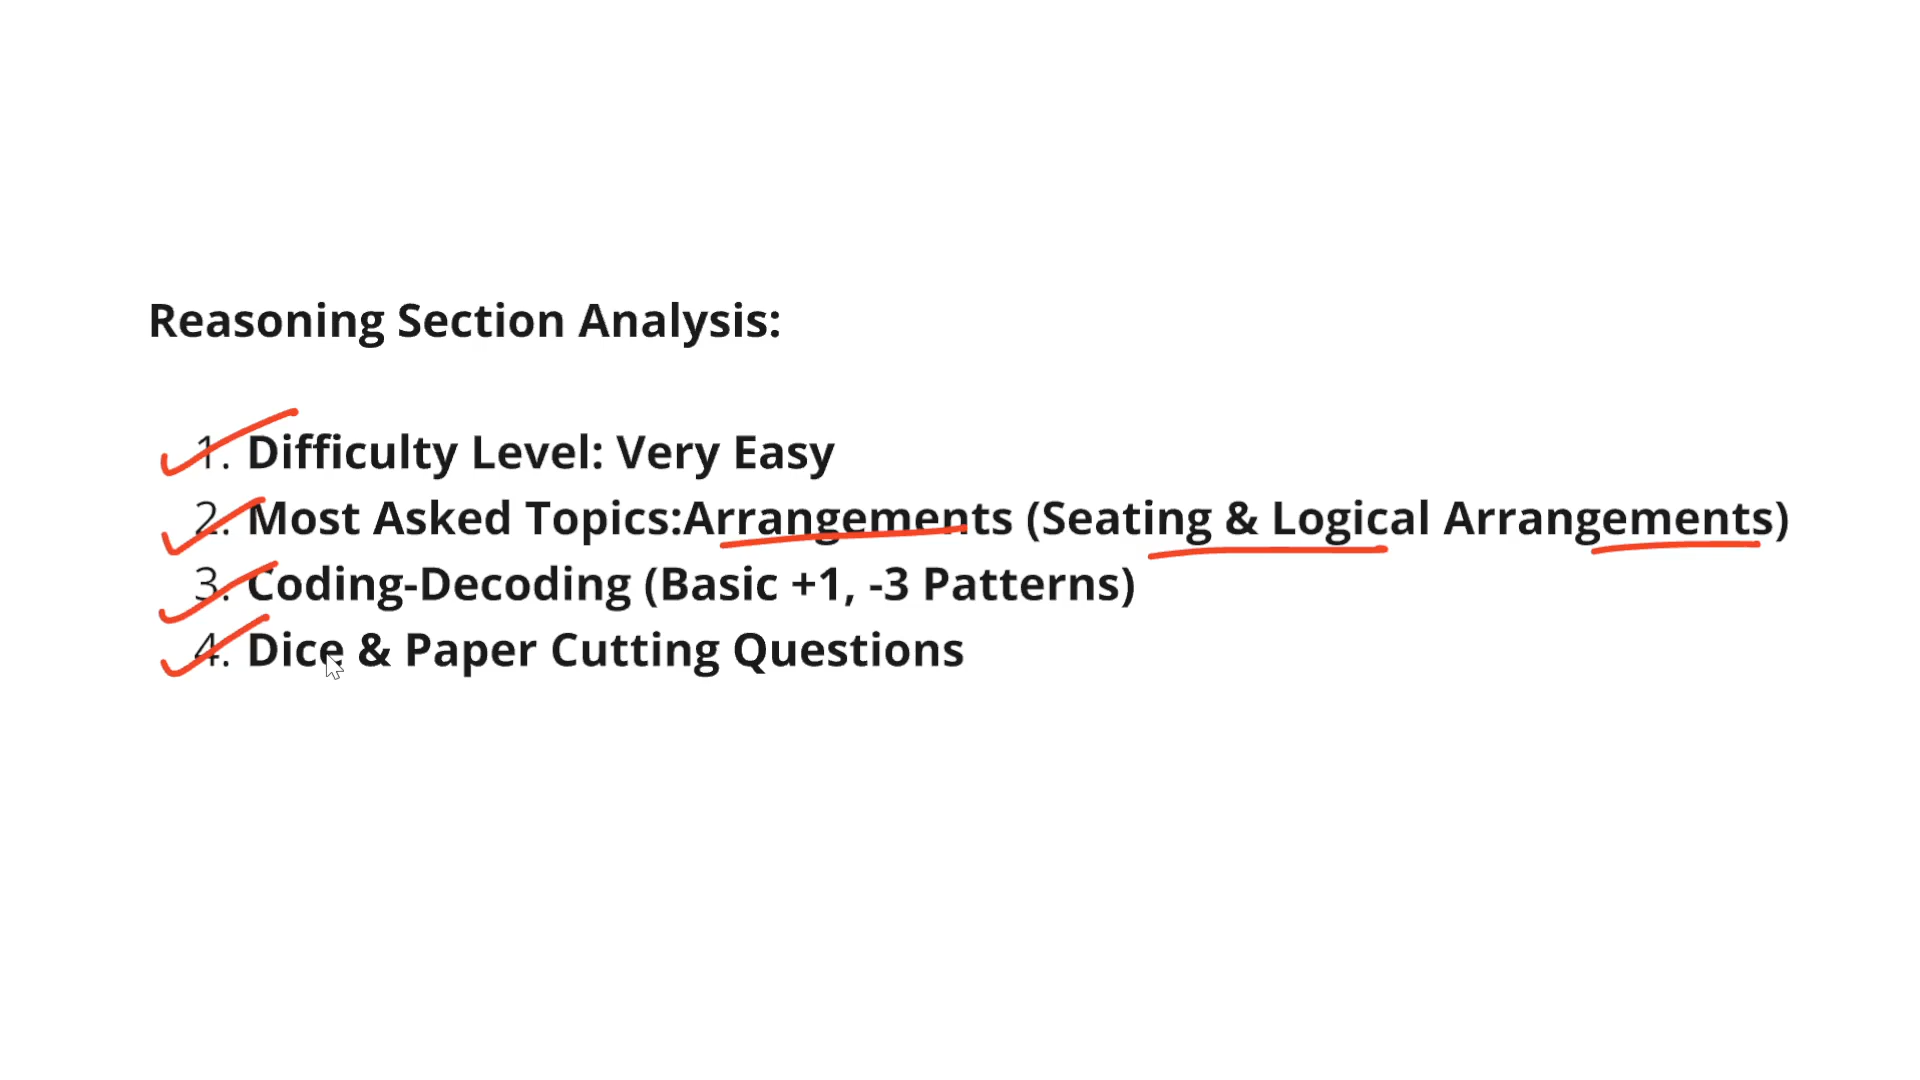 Reasoning Section Analysis:
1. Difficulty Level: Very Easy
2. Most Asked Topics:Arrangements (Seating & Logical Arrangements)
3. Coding-Decoding (Basic +1, -3 Patterns)
4. Dice & Paper Cutting Questions